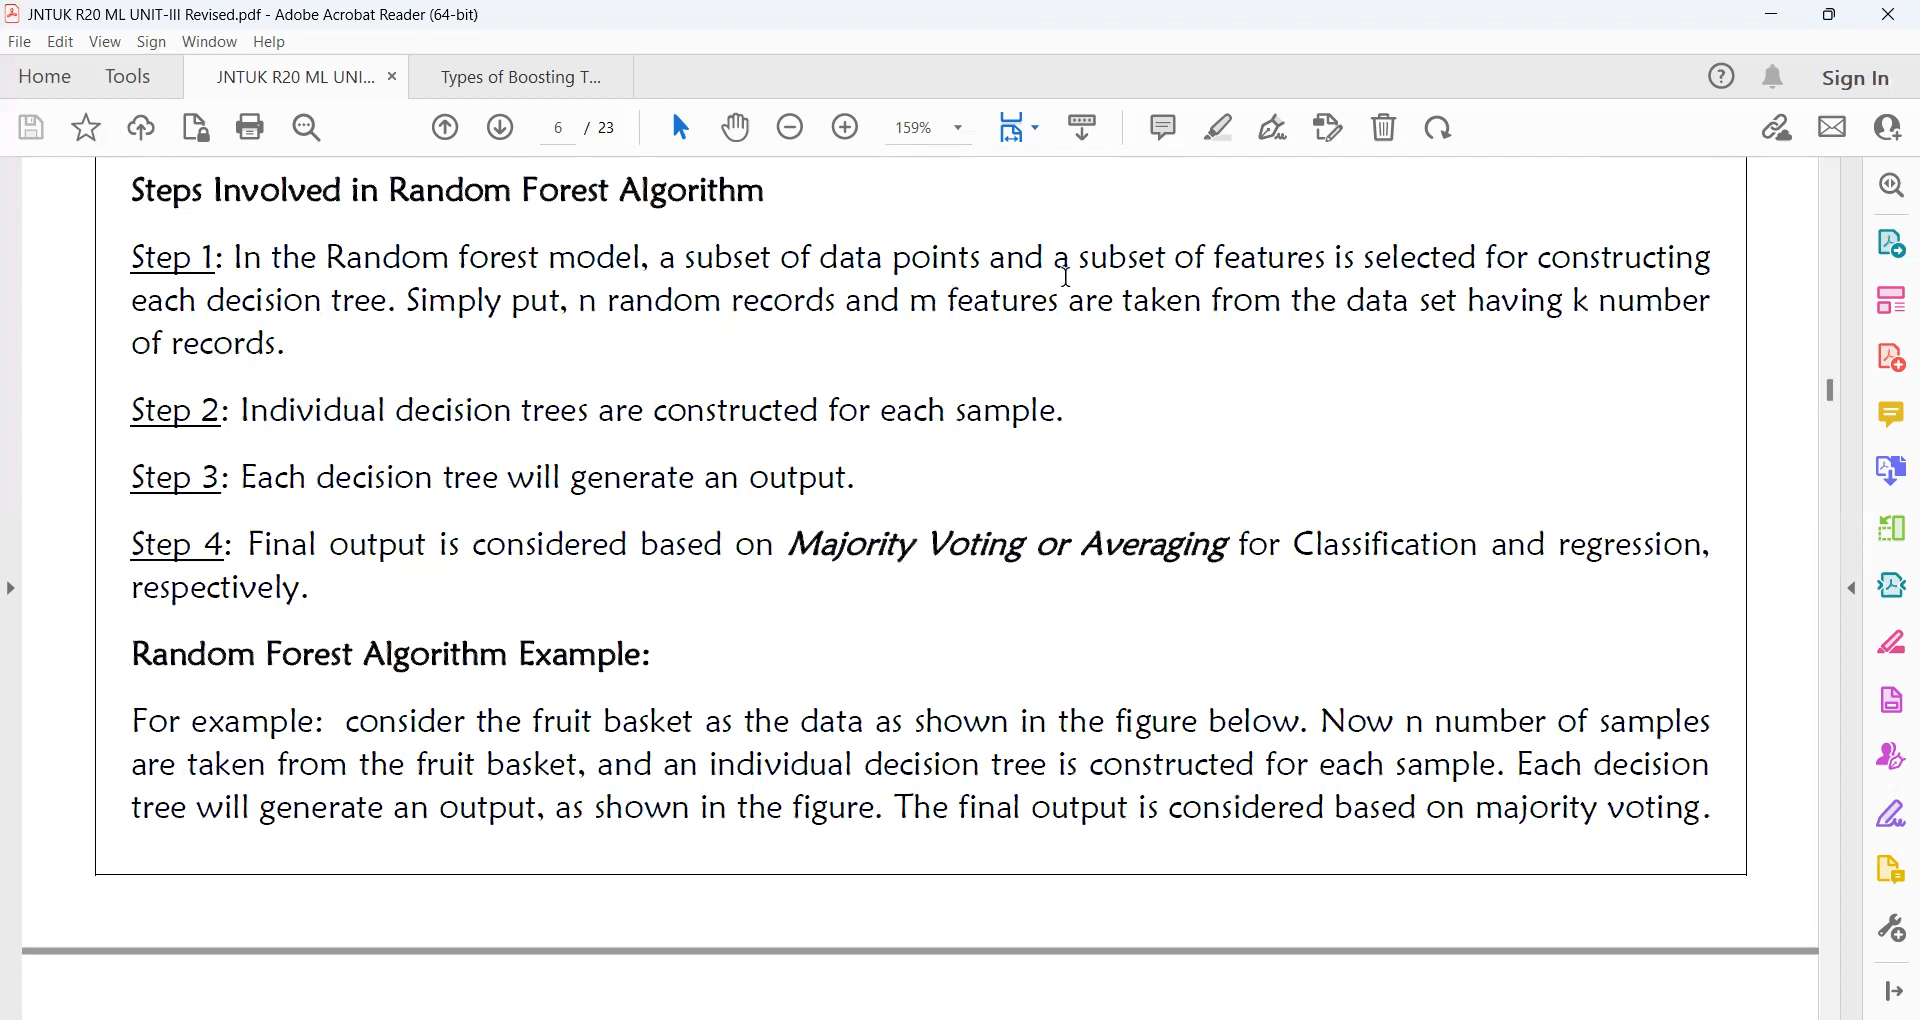 JNTUK R20 ML UNIT-III Revised.pdf - Adobe Acrobat Reader (64-bit)
File Edit View Sign Window Help
Home Tools JNTUK R20 ML UNI... × Types of Boosting T... Sign In
6 / 23 159%
Steps Involved in Random Forest Algorithm
Step 1: In the Random forest model, a subset of data points and a subset of features is selected for constructing
each decision tree. Simply put, n random records and m features are taken from the data set having k number
of records.
Step 2: Individual decision trees are constructed for each sample.
Step 3: Each decision tree will generate an output.
Step 4: Final output is considered based on Majority Voting or Averaging for Classification and regression,
respectively.
Random Forest Algorithm Example:
For example: consider the fruit basket as the data as shown in the figure below. Now n number of samples
are taken from the fruit basket, and an individual decision tree is constructed for each sample. Each decision
tree will generate an output, as shown in the figure. The final output is considered based on majority voting.